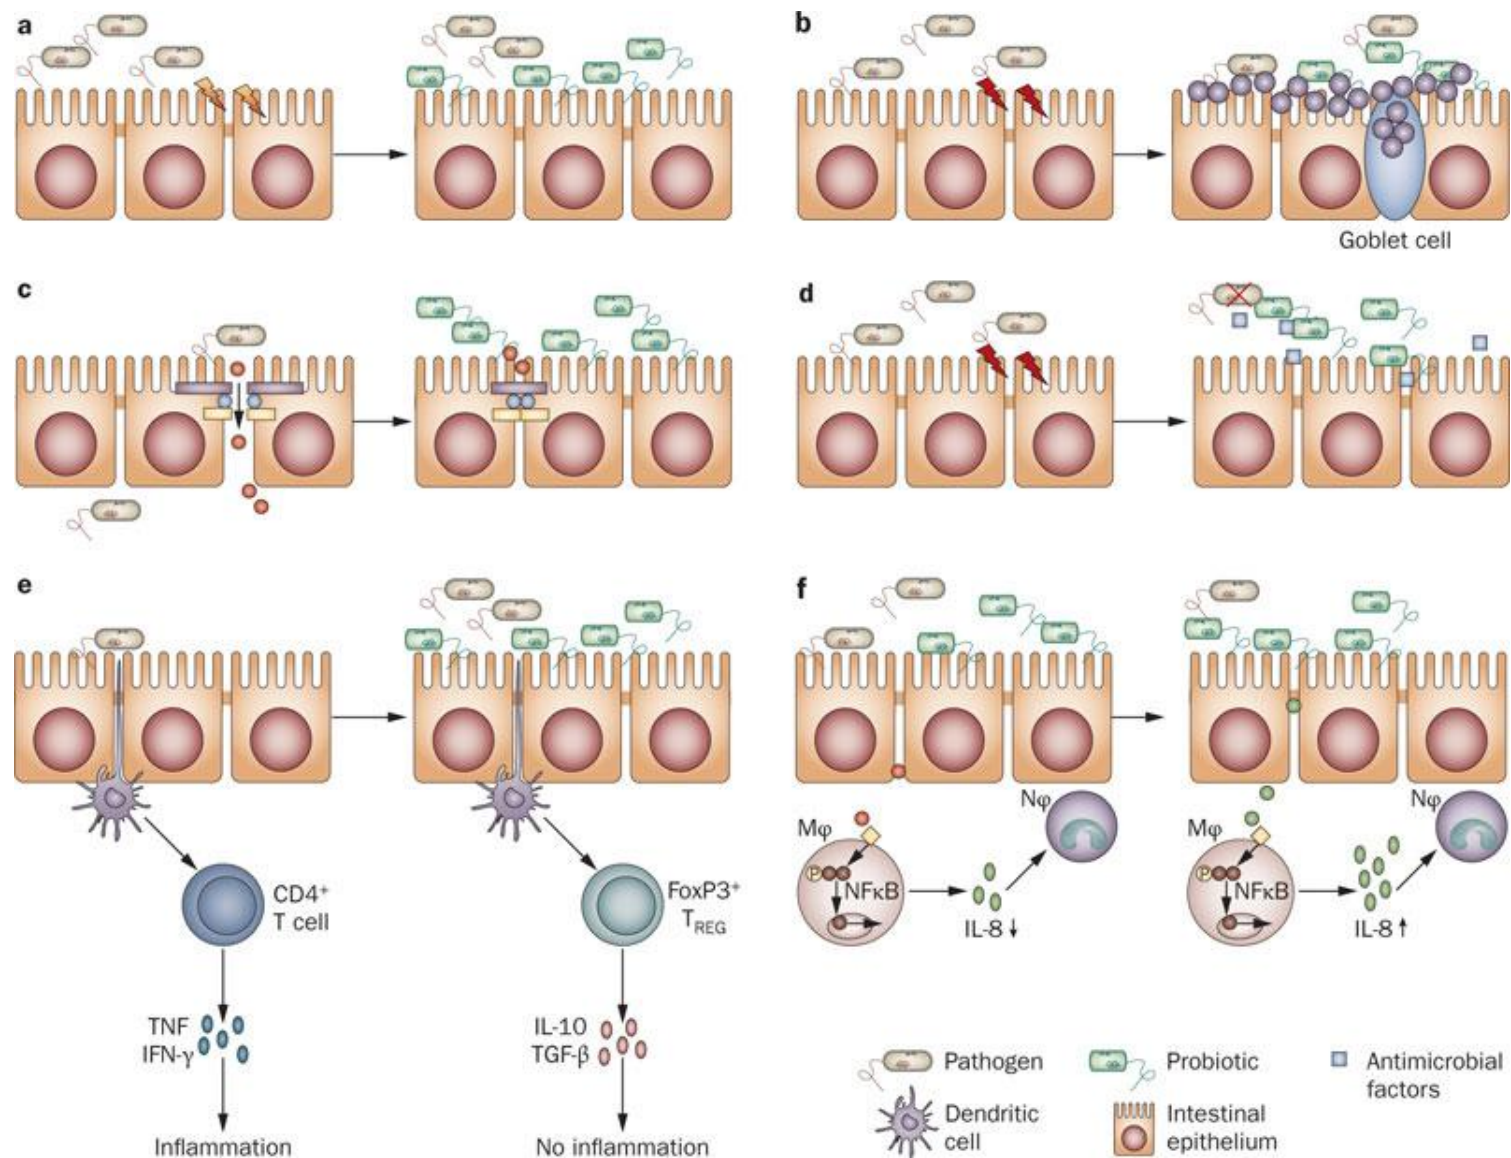 a
b
Goblet cell
c
d
e
CD4⁺
T cell
TNF
IFN-γ
Inflammation
FoxP3⁺
T_REG
IL-10
TGF-β
No inflammation
f
Mφ
P
NFκB
IL-8 ↓
Nφ
Mφ
P
NFκB
IL-8 ↑
Nφ
Pathogen
Probiotic
Antimicrobial
factors
Dendritic
cell
Intestinal
epithelium